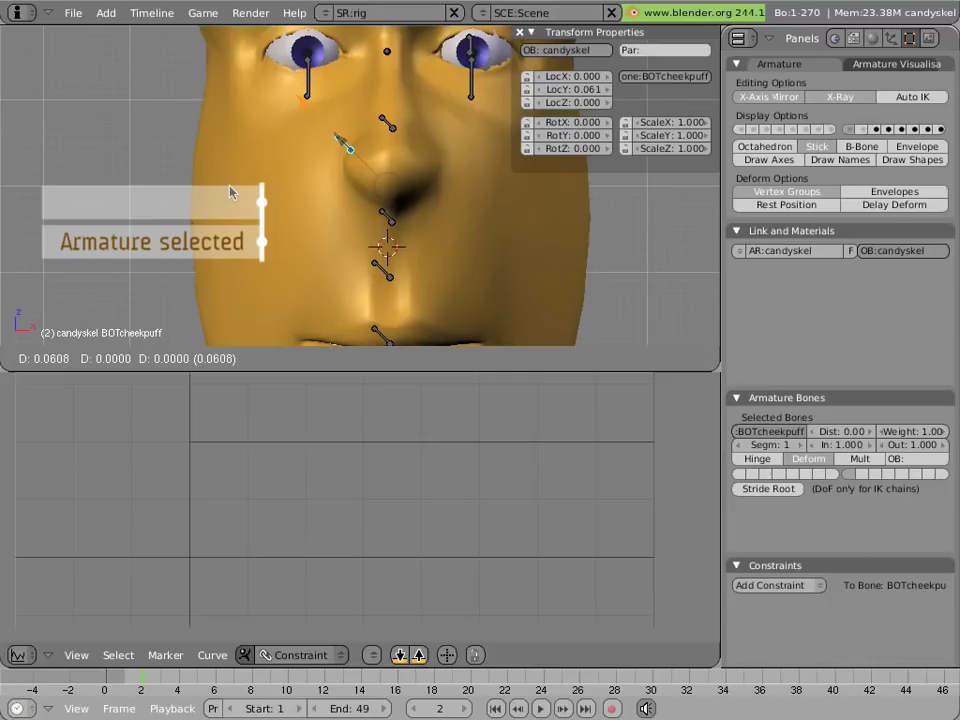 File Add Timeline Game Render Help SR:rig SCE:Scene www.blender.org 244.1 Bo:1-270 | Mem:23.38M candyskel
Transform Properties
OB: candyskel Par:
LocX: 0.000 one:BOTcheekpuff
LocY: 0.061
LocZ: 0.000
RotX: 0.000 ScaleX: 1.000
RotY: 0.000 ScaleY: 1.000
RotZ: 0.000 ScaleZ: 1.000
Panels
Armature Armature Visualisa
Editing Options
X-Axis Mirror X-Ray Auto IK
Display Options
Octahedron Stick B-Bone Envelope
Draw Axes Draw Names Draw Shapes
Deform Options
Vertex Groups Envelopes
Rest Position Delay Deform
Link and Materials
AR:candyskel F OB:candyskel
Armature selected
z
x
(2) candyskel BOTcheekpuff
D: 0.0608 D: 0.0000 D: 0.0000 (0.0608)
Armature Bones
Selected Bones
:BOTcheekpuff Dist: 0.00 Weight: 1.00
Segm: 1 In: 1.000 Out: 1.000
Hinge Deform Mult OB:
Stride Root (DoF only for IK chains)
Constraints
Add Constraint To Bone: BOTcheekpu
View Select Marker Curve Constraint
-4 -2 0 2 4 6 8 10 12 14 16 18 20 22 24 26 28 30 32 34 36 38 40 42 44 46
View Frame Playback Pr Start: 1 End: 49 2